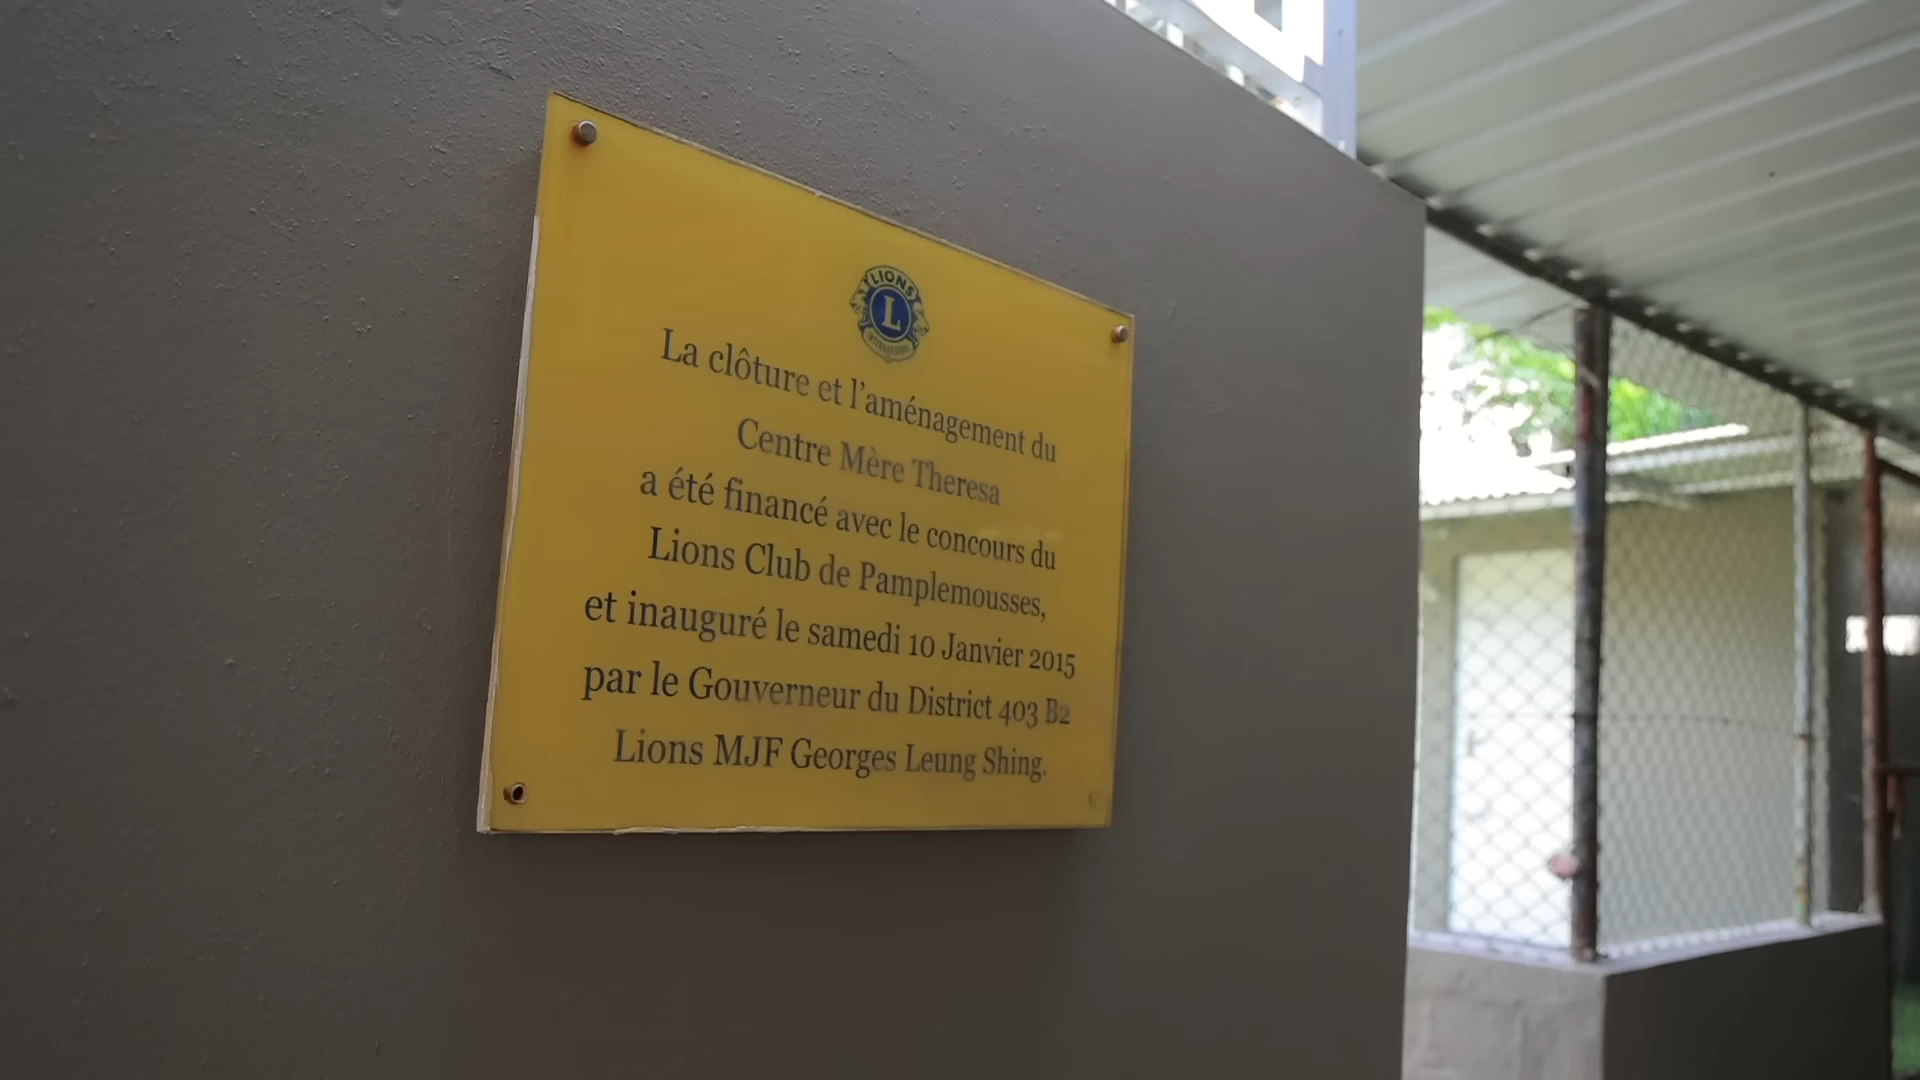 LIONS
L
INTERNATIONAL
La clôture et l'aménagement du
Centre Mère Theresa
a été financé avec le concours du
Lions Club de Pamplemousses,
et inauguré le samedi 10 Janvier 2015
par le Gouverneur du District 403 B2
Lions MJF Georges Leung Shing.